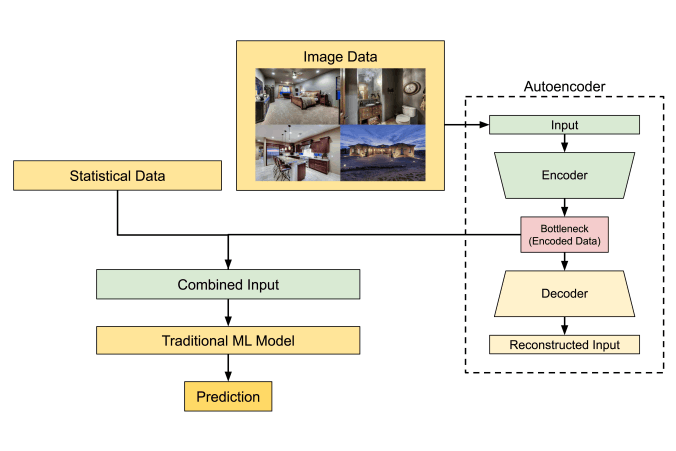 Image Data
Autoencoder
Input
Statistical Data
Encoder
Bottleneck
(Encoded Data)
Combined Input
Decoder
Traditional ML Model
Reconstructed Input
Prediction